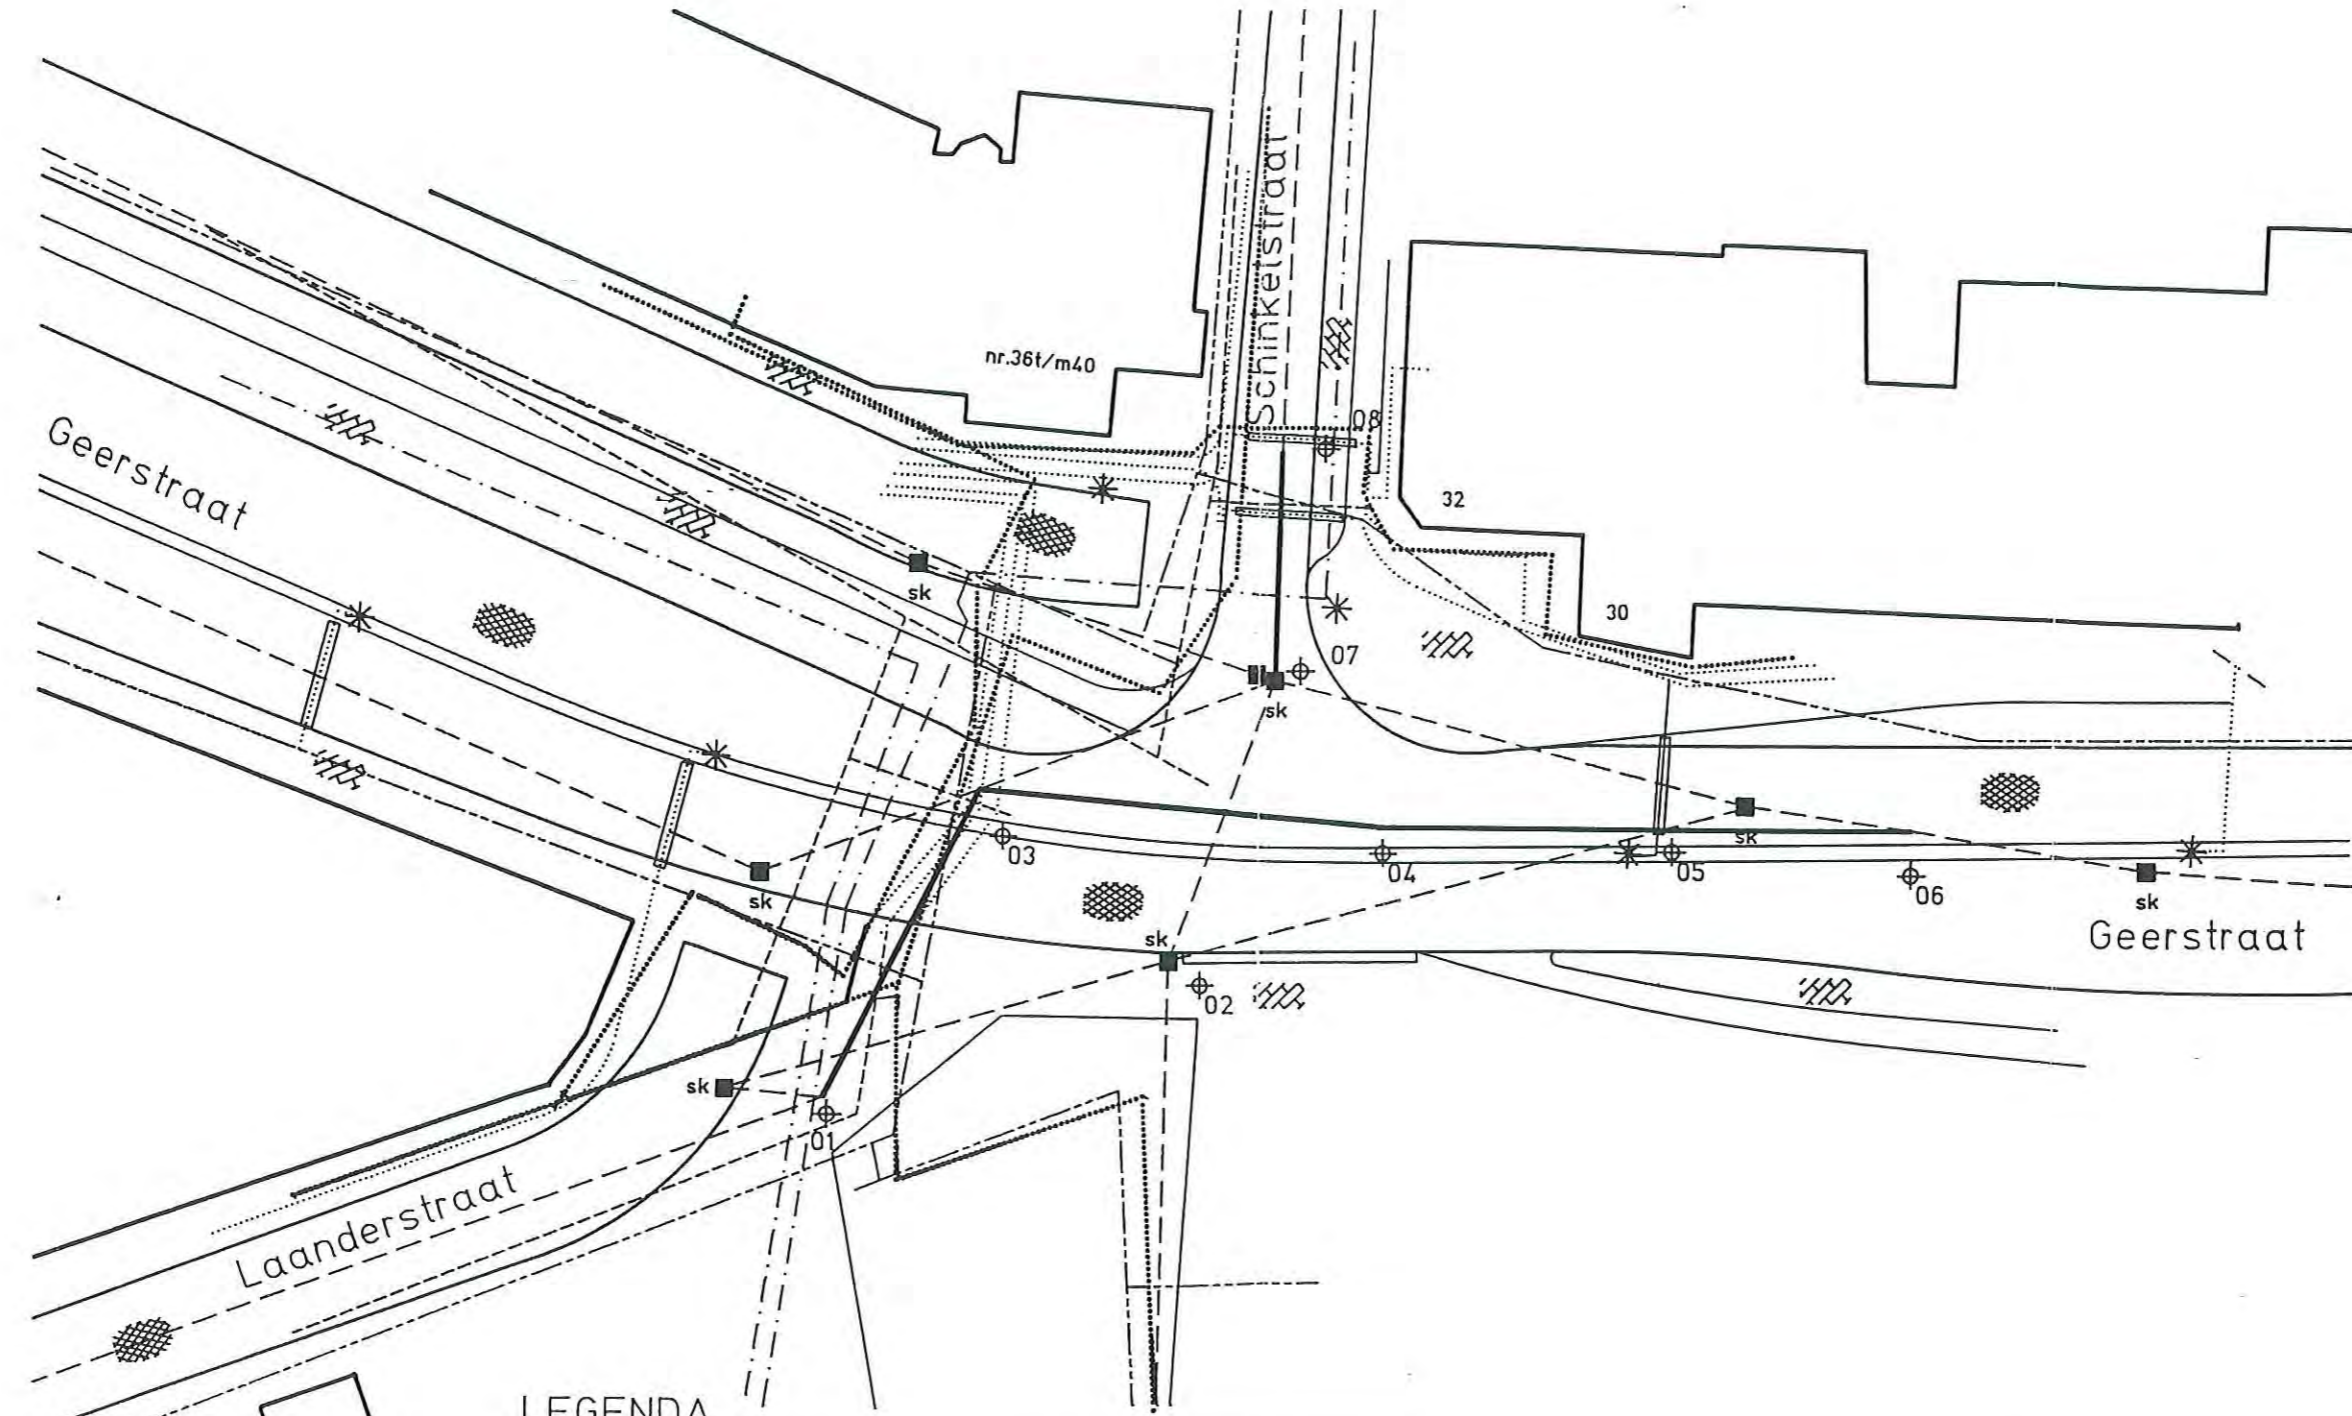 Schinkelstraat
nr.36t/m40
08
Geerstraat
32
sk
30
07
sk
03
04
sk
05
06
sk
sk
sk
Geerstraat
02
sk
01
Laanderstraat
LEGENDA